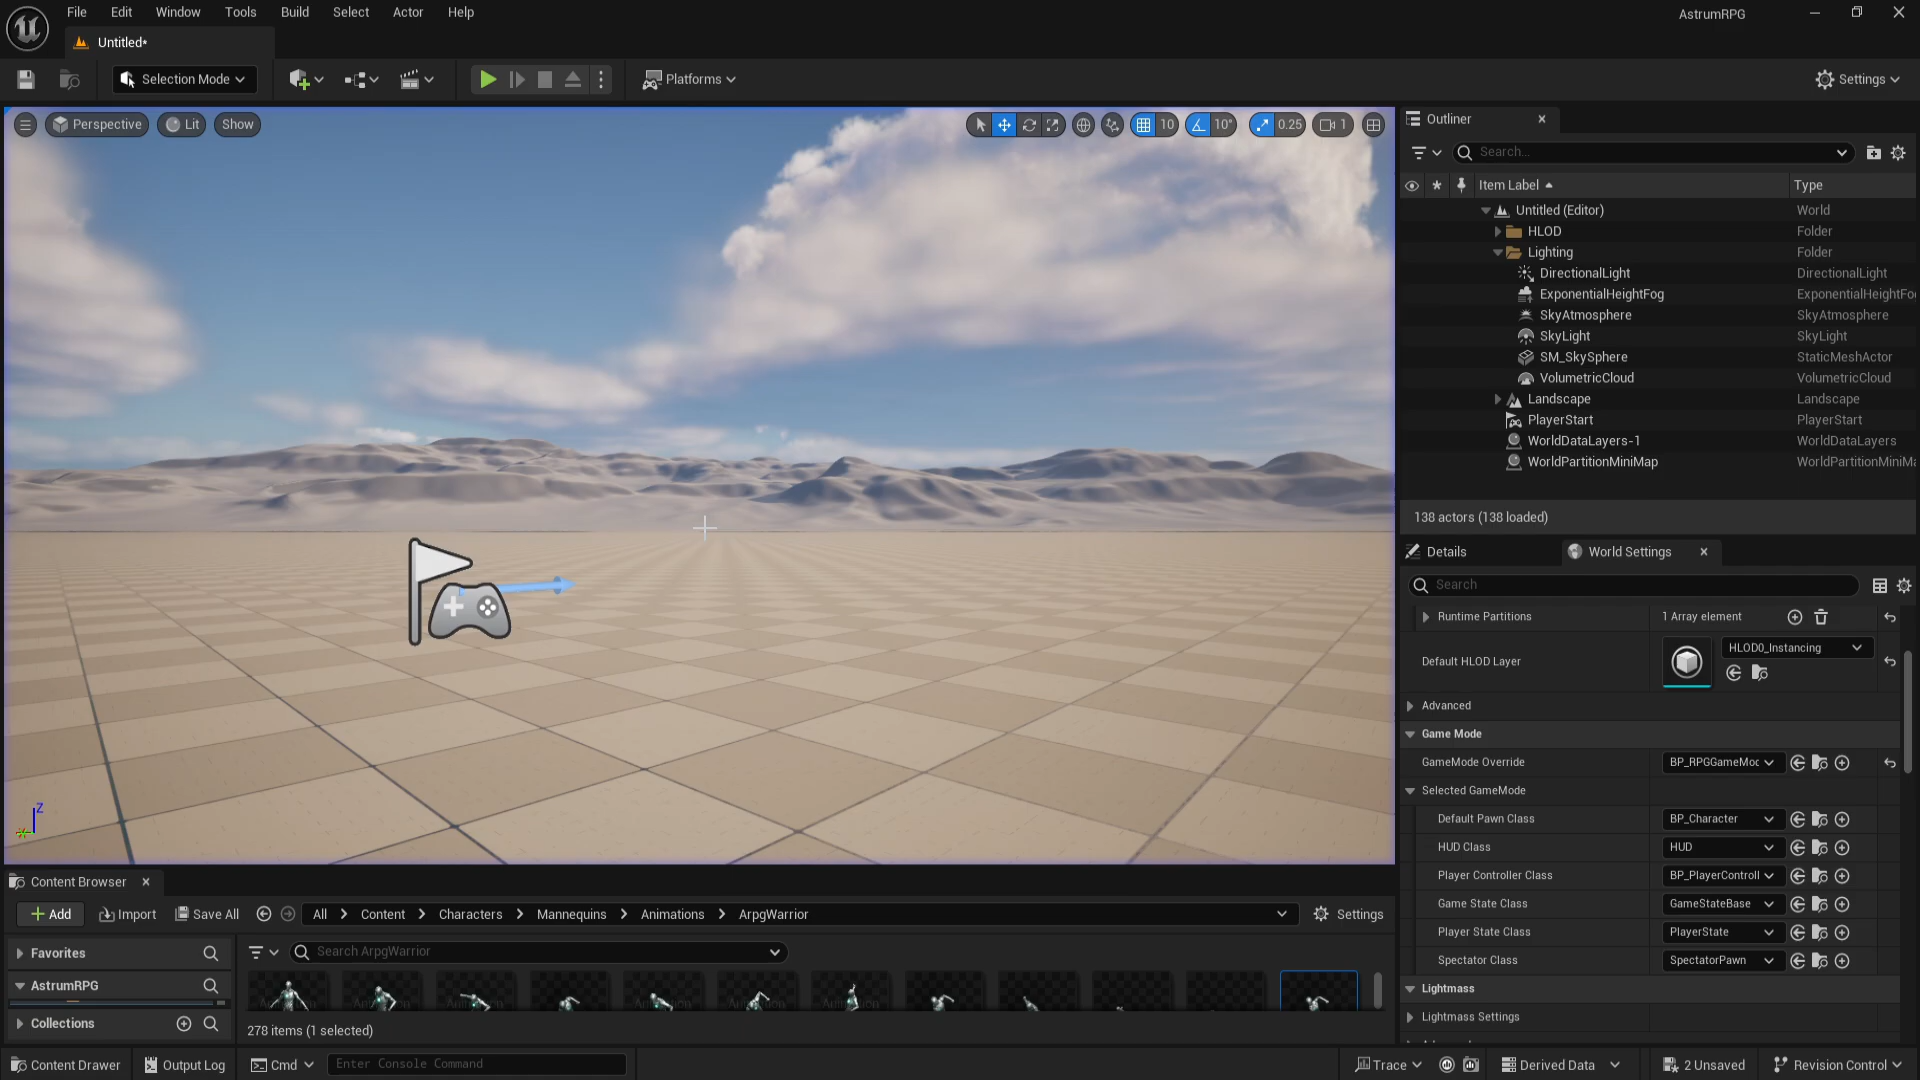 File Edit Window Tools Build Select Actor Help
AstrumRPG
Untitled*
Selection Mode
Platforms
Settings
Perspective Lit Show
10 10° 0.25 1
Outliner
Search...
Item Label Type
Untitled (Editor) World
HLOD Folder
Lighting Folder
DirectionalLight DirectionalLight
ExponentialHeightFog ExponentialHeightFo
SkyAtmosphere SkyAtmosphere
SkyLight SkyLight
SM_SkySphere StaticMeshActor
VolumetricCloud VolumetricCloud
Landscape Landscape
PlayerStart PlayerStart
WorldDataLayers-1 WorldDataLayers
WorldPartitionMiniMap WorldPartitionMiniMa
138 actors (138 loaded)
Details World Settings
Search
Runtime Partitions 1 Array element
Default HLOD Layer HLOD0_Instancing
Advanced
Game Mode
GameMode Override BP_RPGGameMoc
Selected GameMode
Default Pawn Class BP_Character
HUD Class HUD
Player Controller Class BP_PlayerControll
Game State Class GameStateBase
Player State Class PlayerState
Spectator Class SpectatorPawn
Lightmass
Lightmass Settings
Z
Content Browser
Add Import Save All All Content Characters Mannequins Animations ArpgWarrior Settings
Favorites
Search ArpgWarrior
AstrumRPG
Collections
278 items (1 selected)
Content Drawer Output Log Cmd Enter Console Command Trace Derived Data 2 Unsaved Revision Control